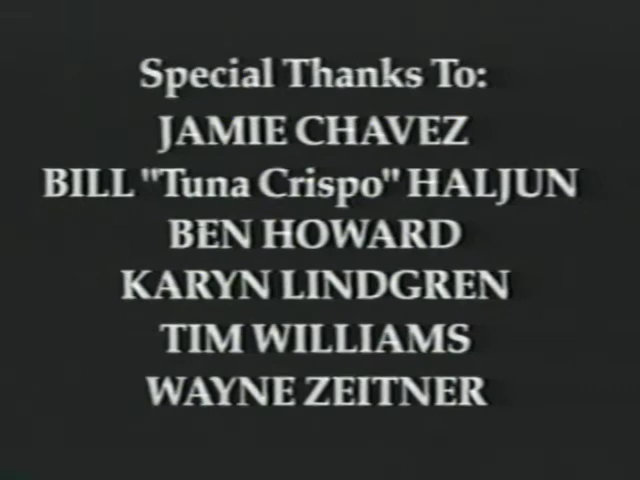 Special Thanks To:
JAMIE CHAVEZ
BILL "Tuna Crispo" HALJUN
BEN HOWARD
KARYN LINDGREN
TIM WILLIAMS
WAYNE ZEITNER